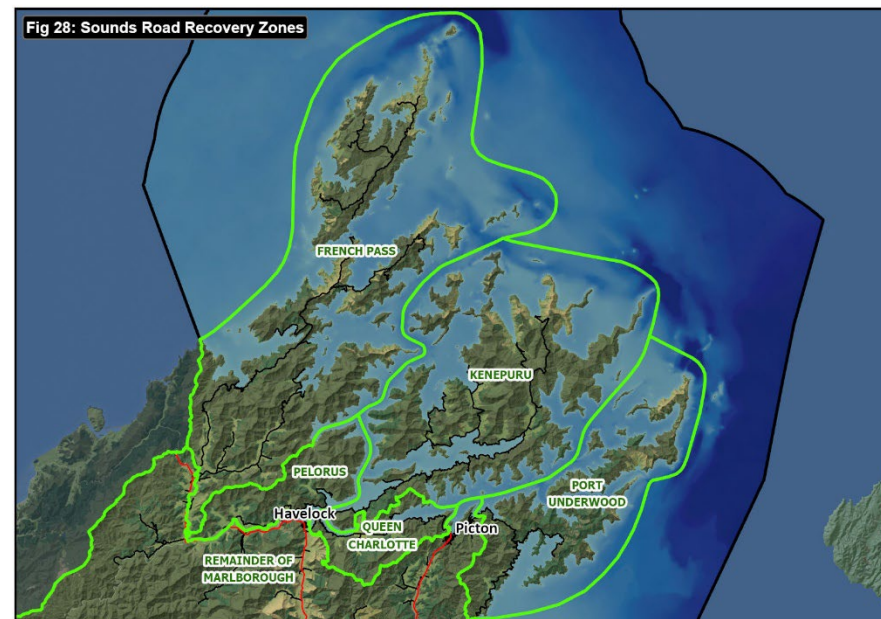 Fig 28: Sounds Road Recovery Zones
FRENCH PASS
KENEPURU
PELORUS
PORT
UNDERWOOD
Havelock
QUEEN
CHARLOTTE
Picton
REMAINDER OF
MARLBOROUGH